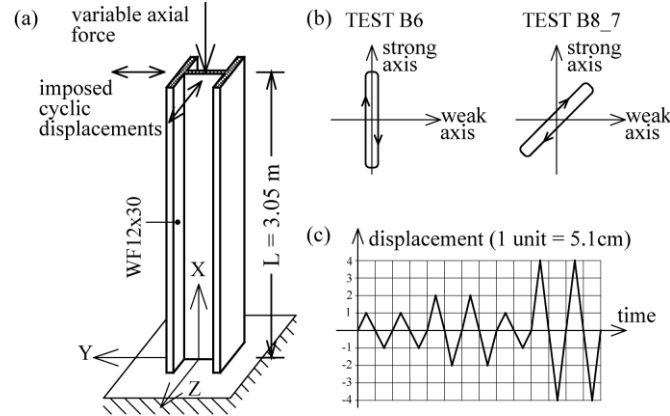 (a)
variable axial
force
imposed
cyclic
displacements
WF12x30
L = 3.05 m
X
Y
Z
(b)
TEST B6
TEST B8_7
strong
axis
weak
axis
strong
axis
weak
axis
(c)
displacement (1 unit = 5.1cm)
4
3
2
1
-1
-2
-3
-4
time